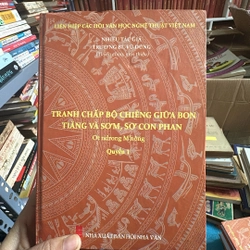 LIÊN HIỆP CÁC HỘI VĂN HỌC NGHỆ THUẬT VIỆT NAM
NHIỀU TÁC GIẢ
TRƯƠNG BI, VŨ DŨNG
TRANH CHẤP BỘ CHIÊNG GIỮA BON
TIĂNG VÀ SƠM, SƠ CON PHAN
Ót ndrong M'nông
Quyển 1
NHÀ XUẤT BẢN HỘI NHÀ VĂN